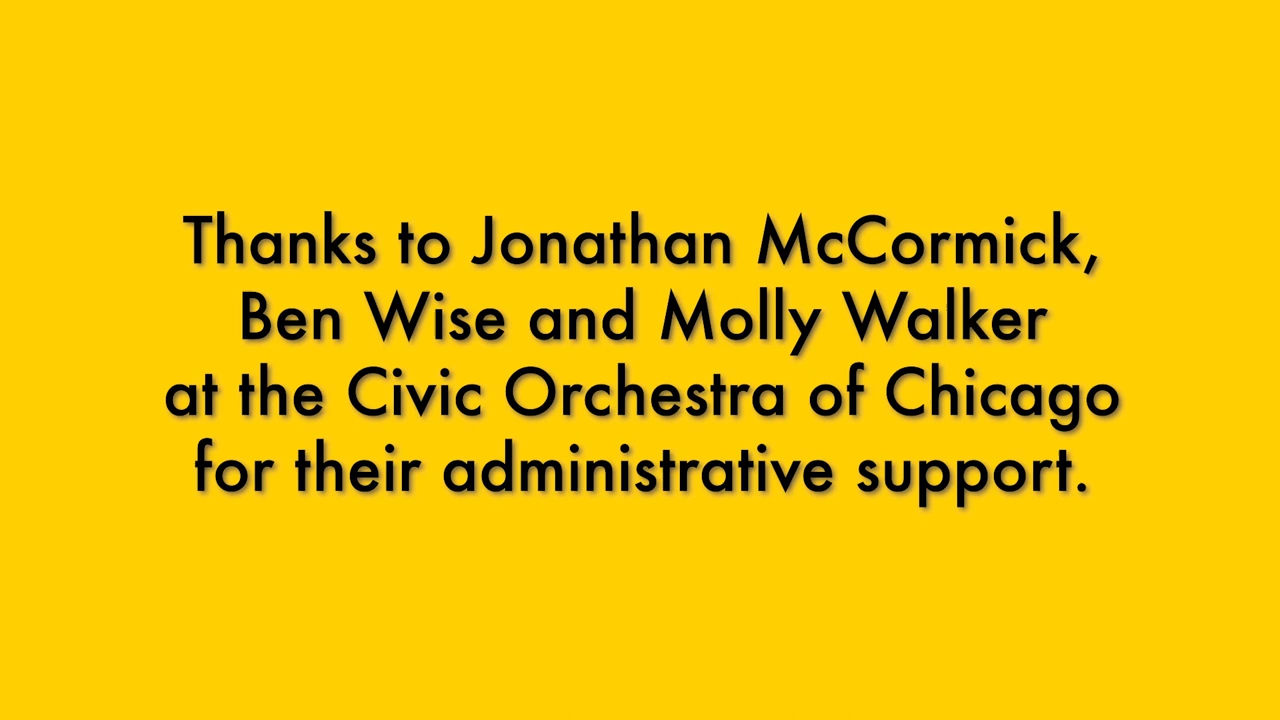 Thanks to Jonathan McCormick,
Ben Wise and Molly Walker
at the Civic Orchestra of Chicago
for their administrative support.